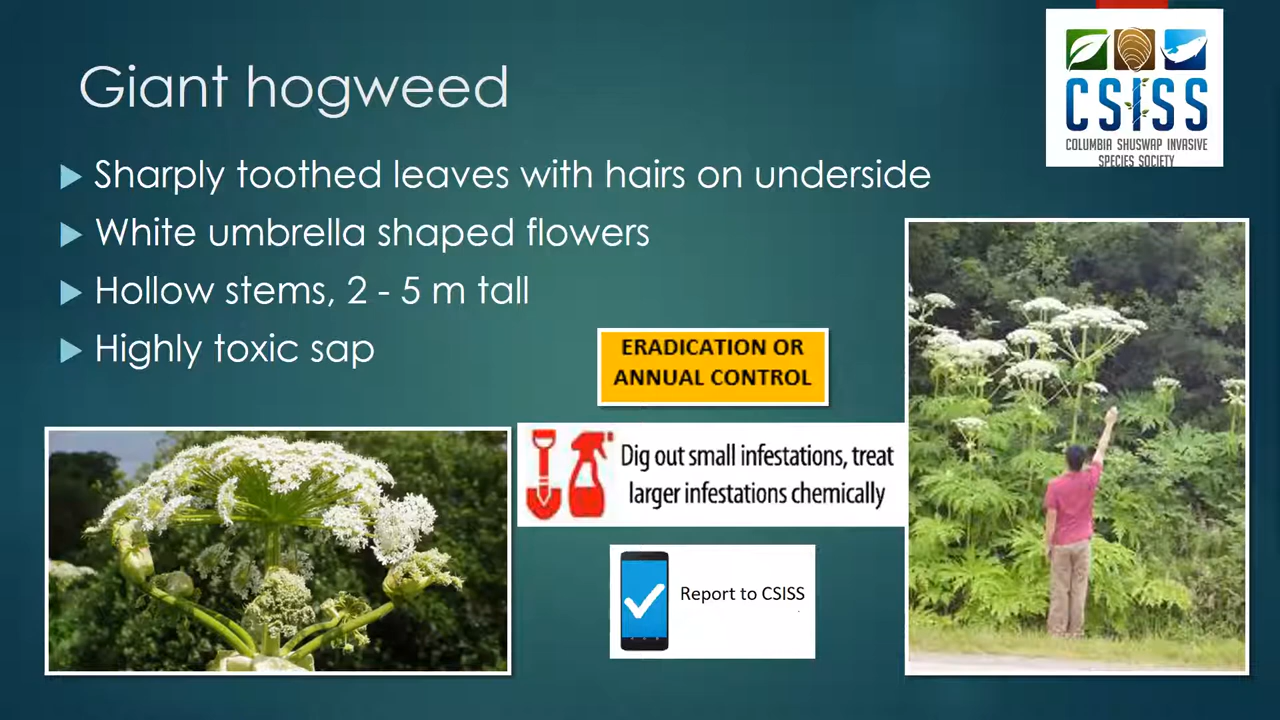 Giant hogweed
CSISS
COLUMBIA SHUSWAP INVASIVE
SPECIES SOCIETY
Sharply toothed leaves with hairs on underside
White umbrella shaped flowers
Hollow stems, 2 - 5 m tall
Highly toxic sap
ERADICATION OR
ANNUAL CONTROL
Dig out small infestations, treat
larger infestations chemically
Report to CSISS